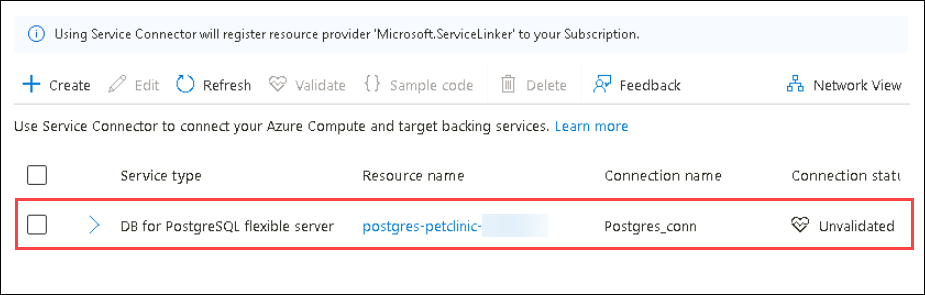 Using Service Connector will register resource provider 'Microsoft.ServiceLinker' to your Subscription.
Create Edit Refresh Validate {} Sample code Delete Feedback Network View
Use Service Connector to connect your Azure Compute and target backing services. Learn more
Service type Resource name Connection name Connection statu
DB for PostgreSQL flexible server postgres-petclinic- Postgres_conn Unvalidated